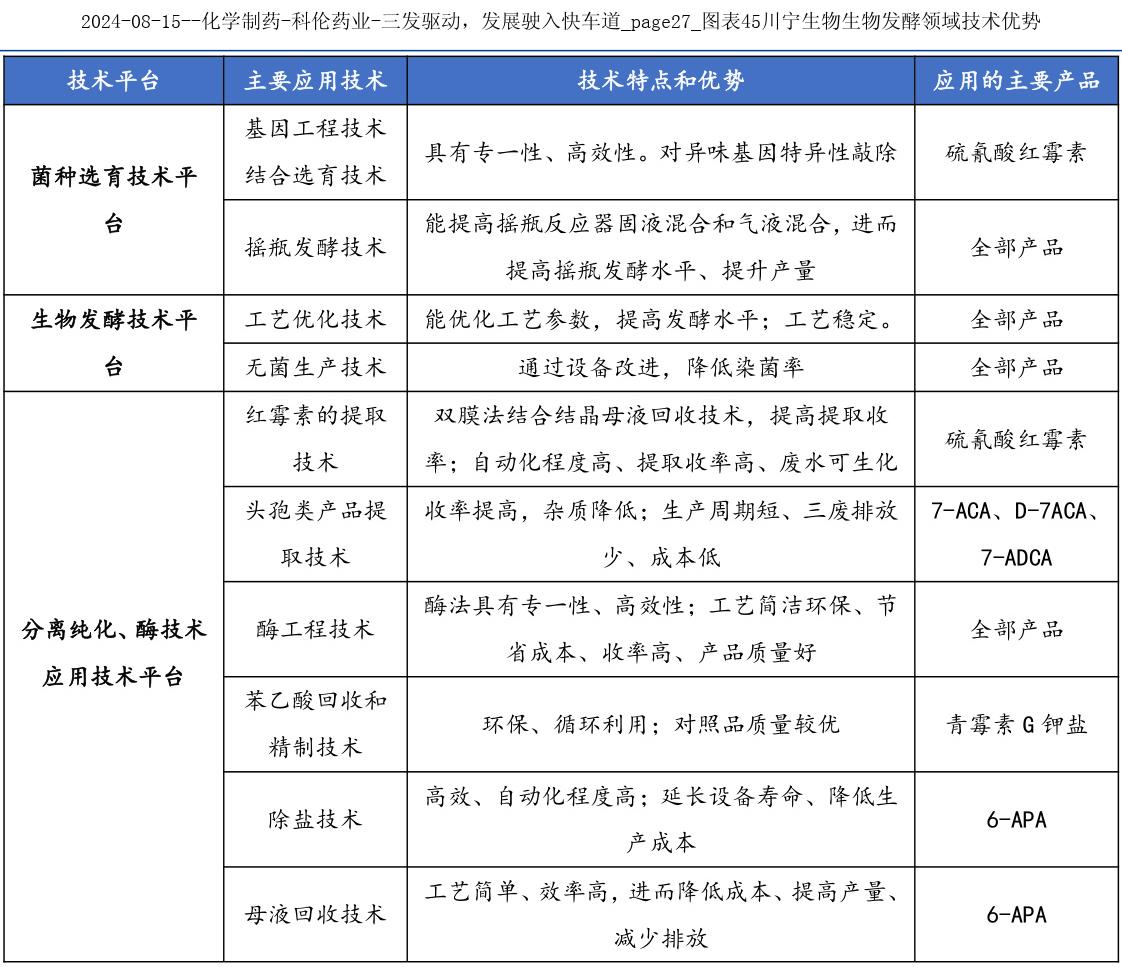 2024-08-15--化学制药-科伦药业-三发驱动，发展驶入快车道_page27_图表45川宁生物生物发酵领域技术优势
技术平台 主要应用技术 技术特点和优势 应用的主要产品
菌种选育技术平
台
基因工程技术
结合选育技术
具有专一性、高效性。对异味基因特异性敲除
硫氰酸红霉素
摇瓶发酵技术
能提高摇瓶反应器固液混合和气液混合，进而
提高摇瓶发酵水平、提升产量
全部产品
生物发酵技术平
台
工艺优化技术
能优化工艺参数，提高发酵水平；工艺稳定。
全部产品
无菌生产技术
通过设备改进，降低染菌率
全部产品
分离纯化、酶技术
应用技术平台
红霉素的提取
技术
双膜法结合结晶母液回收技术，提高提取收
率；自动化程度高、提取收率高、废水可生化
硫氰酸红霉素
头孢类产品提
取技术
收率提高，杂质降低；生产周期短、三废排放
少、成本低
7-ACA、D-7ACA、
7-ADCA
酶工程技术
酶法具有专一性、高效性；工艺简洁环保、节
省成本、收率高、产品质量好
全部产品
苯乙酸回收和
精制技术
环保、循环利用；对照品质量较优
青霉素 G 钾盐
除盐技术
高效、自动化程度高；延长设备寿命、降低生
产成本
6-APA
母液回收技术
工艺简单、效率高，进而降低成本、提高产量、
减少排放
6-APA